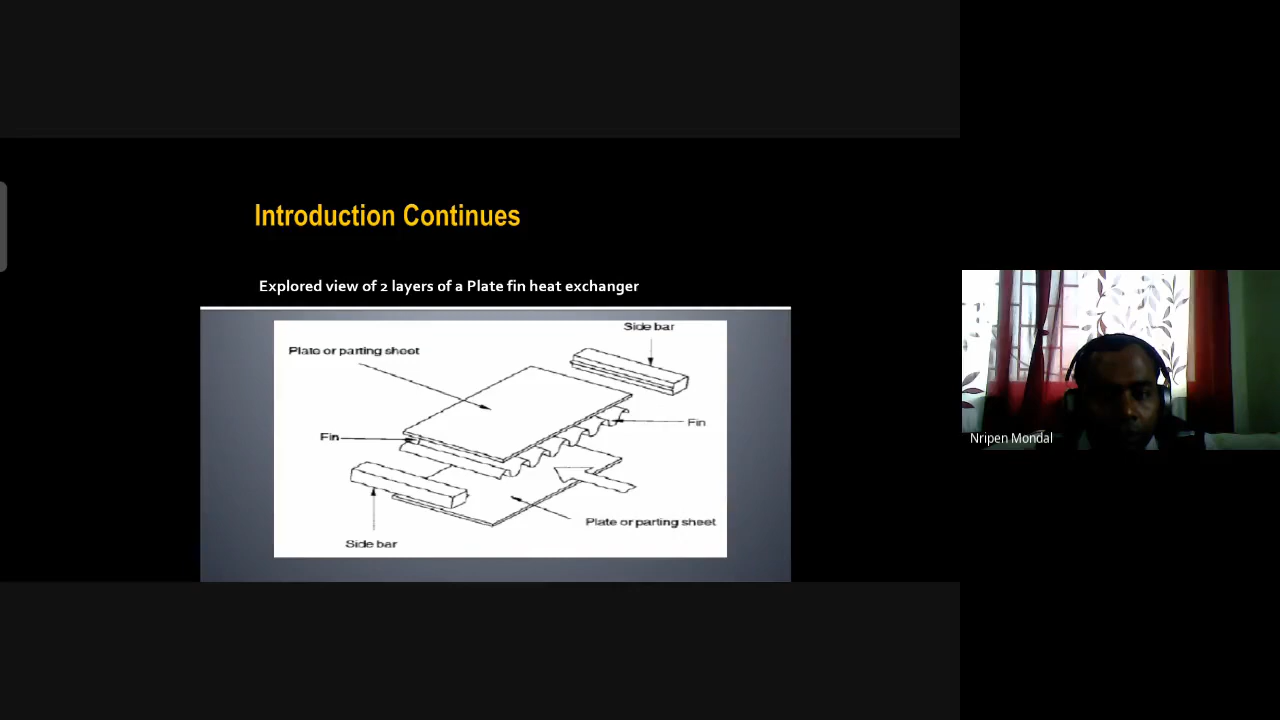 Introduction Continues
Explored view of 2 layers of a Plate fin heat exchanger
Side bar
Plate or parting sheet
Fin
Fin
Plate or parting sheet
Side bar
Nripen Mondal